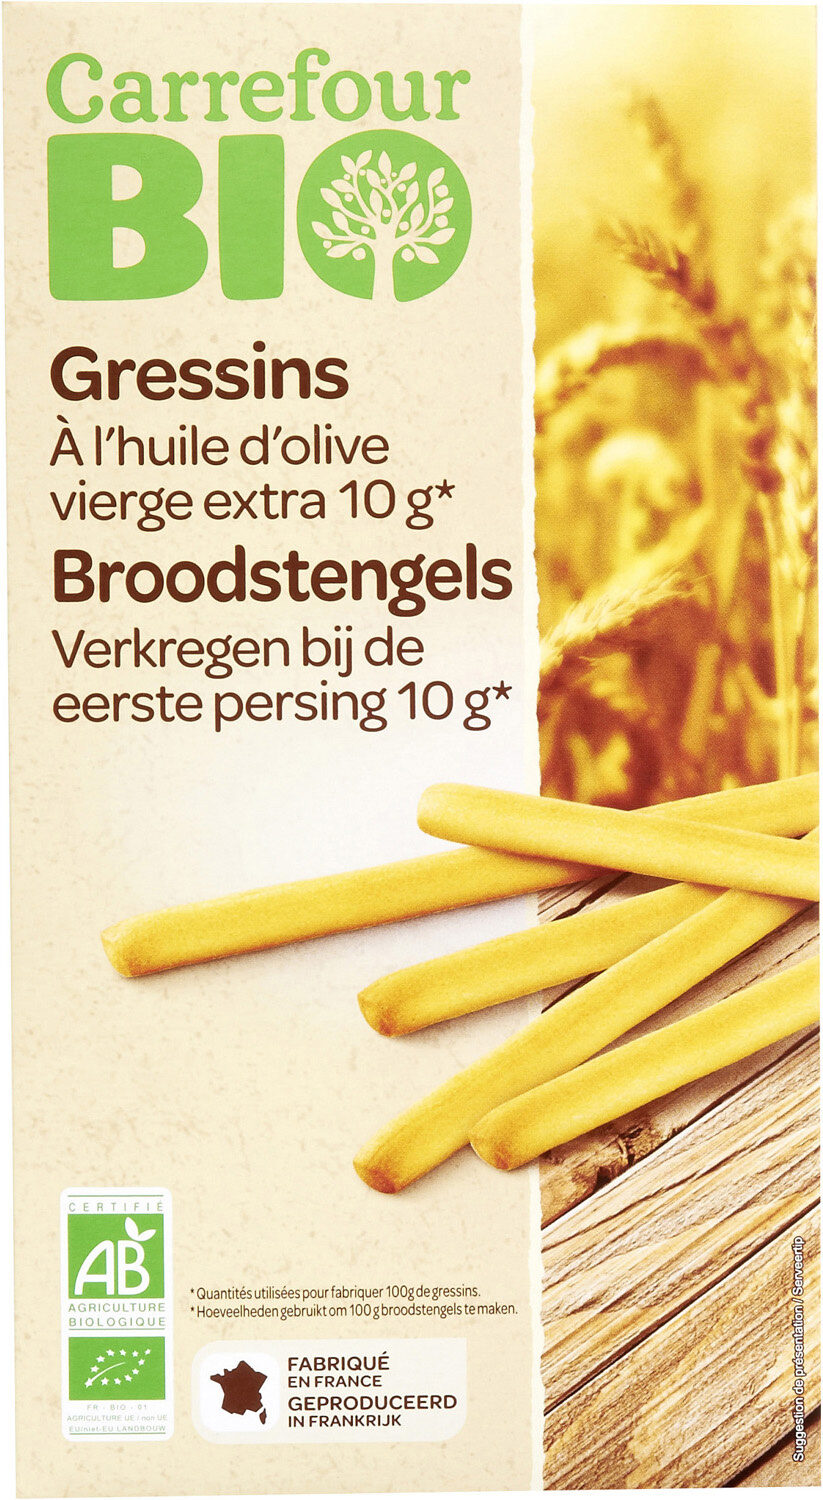 Carrefour
BIO
Gressins
À l'huile d'olive
vierge extra 10 g*
Broodstengels
Verkregen bij de
eerste persing 10 g*
CERTIFIÉ
AB
AGRICULTURE
BIOLOGIQUE
FR - BIO - 01
AGRICULTURE UE / non UE
EU/niet-EU LANDBOUW
*Quantités utilisées pour fabriquer 100g de gressins.
*Hoeveelheden gebruikt om 100 g broodstengels te maken.
FABRIQUÉ
EN FRANCE
GEPRODUCEERD
IN FRANKRIJK
Suggestion de présentation / Serveertip